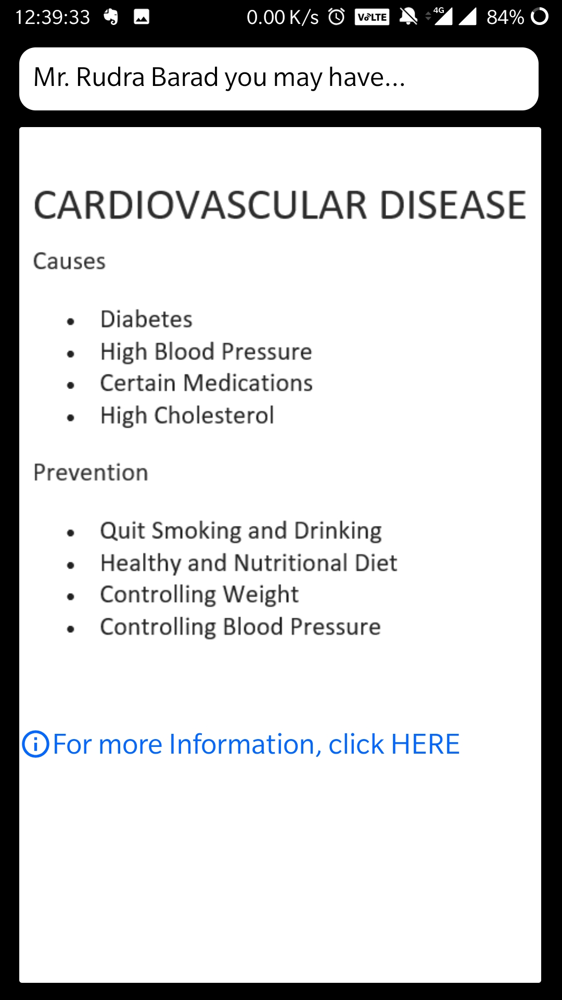 12:39:33 0.00 K/s VoLTE 4G 84%
Mr. Rudra Barad you may have...
CARDIOVASCULAR DISEASE
Causes
• Diabetes
• High Blood Pressure
• Certain Medications
• High Cholesterol
Prevention
• Quit Smoking and Drinking
• Healthy and Nutritional Diet
• Controlling Weight
• Controlling Blood Pressure
For more Information, click HERE